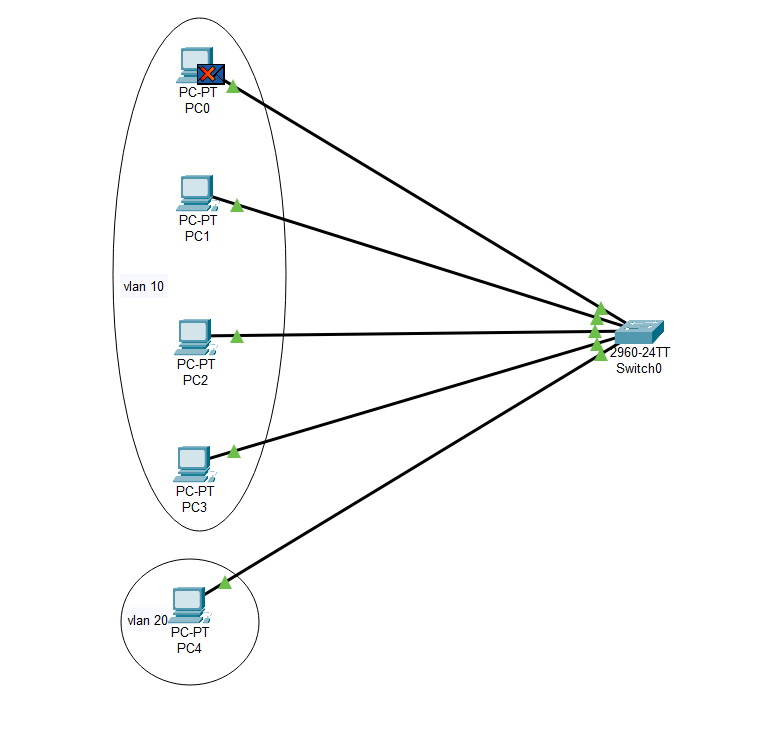 PC-PT
PC0
PC-PT
PC1
vlan 10
PC-PT
PC2
2960-24TT
Switch0
PC-PT
PC3
vlan 20
PC-PT
PC4